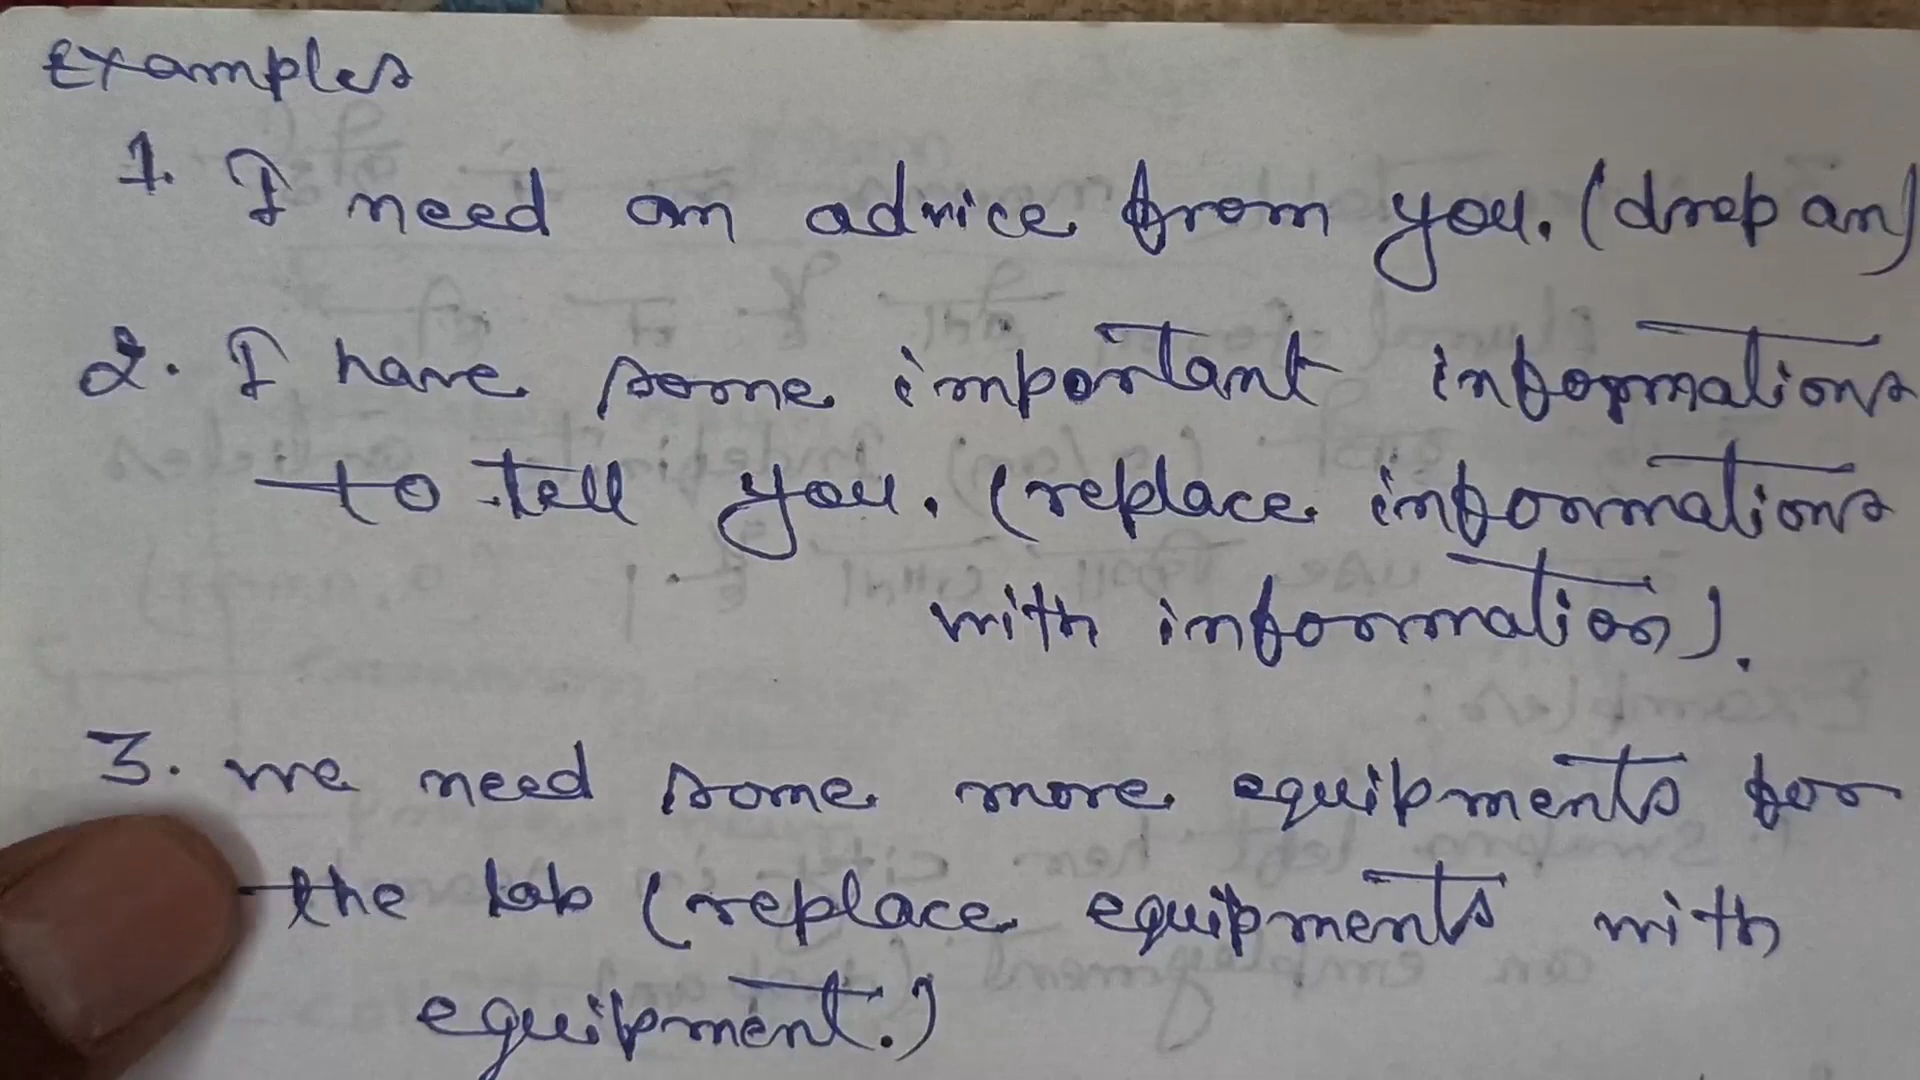 Examples
1. I need an advice from you. (drop an)
2. I have some important informations
to tell you. (replace informations
with information).
3. we need some more equipments for
the lab (replace equipments with
equipment.)